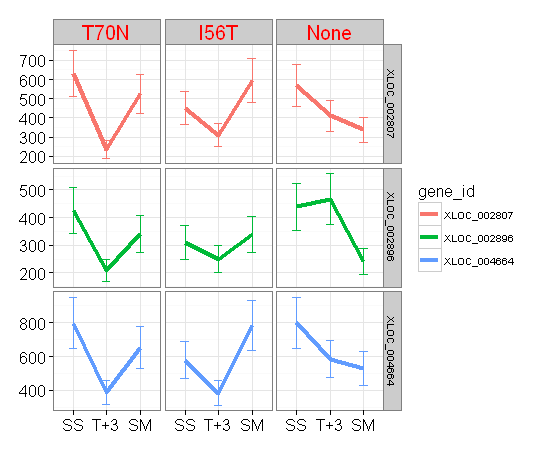 T70N I56T None
700
600
500
400
300
200
XLOC_002807
500
400
300
200
XLOC_002896
800
600
400
XLOC_004664
SS T+3 SM SS T+3 SM SS T+3 SM
gene_id
XLOC_002807
XLOC_002896
XLOC_004664